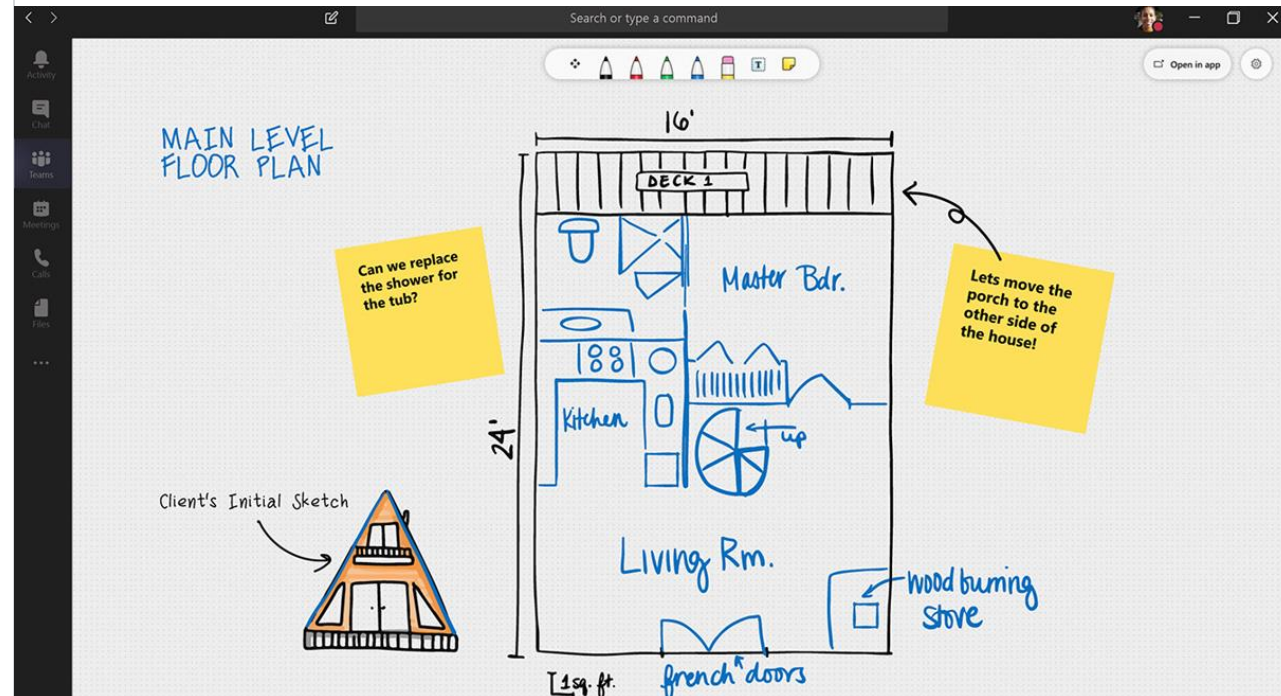 Search or type a command
Activity
Chat
Teams
Meetings
Calls
Files
Open in app
MAIN LEVEL
FLOOR PLAN
16'
DECK 1
Can we replace
the shower for
the tub?
Master Bdr.
Lets move the
porch to the
other side of
the house!
Kitchen
up
24'
Client's Initial Sketch
Living Rm.
wood burning
stove
1sq. ft.
french doors